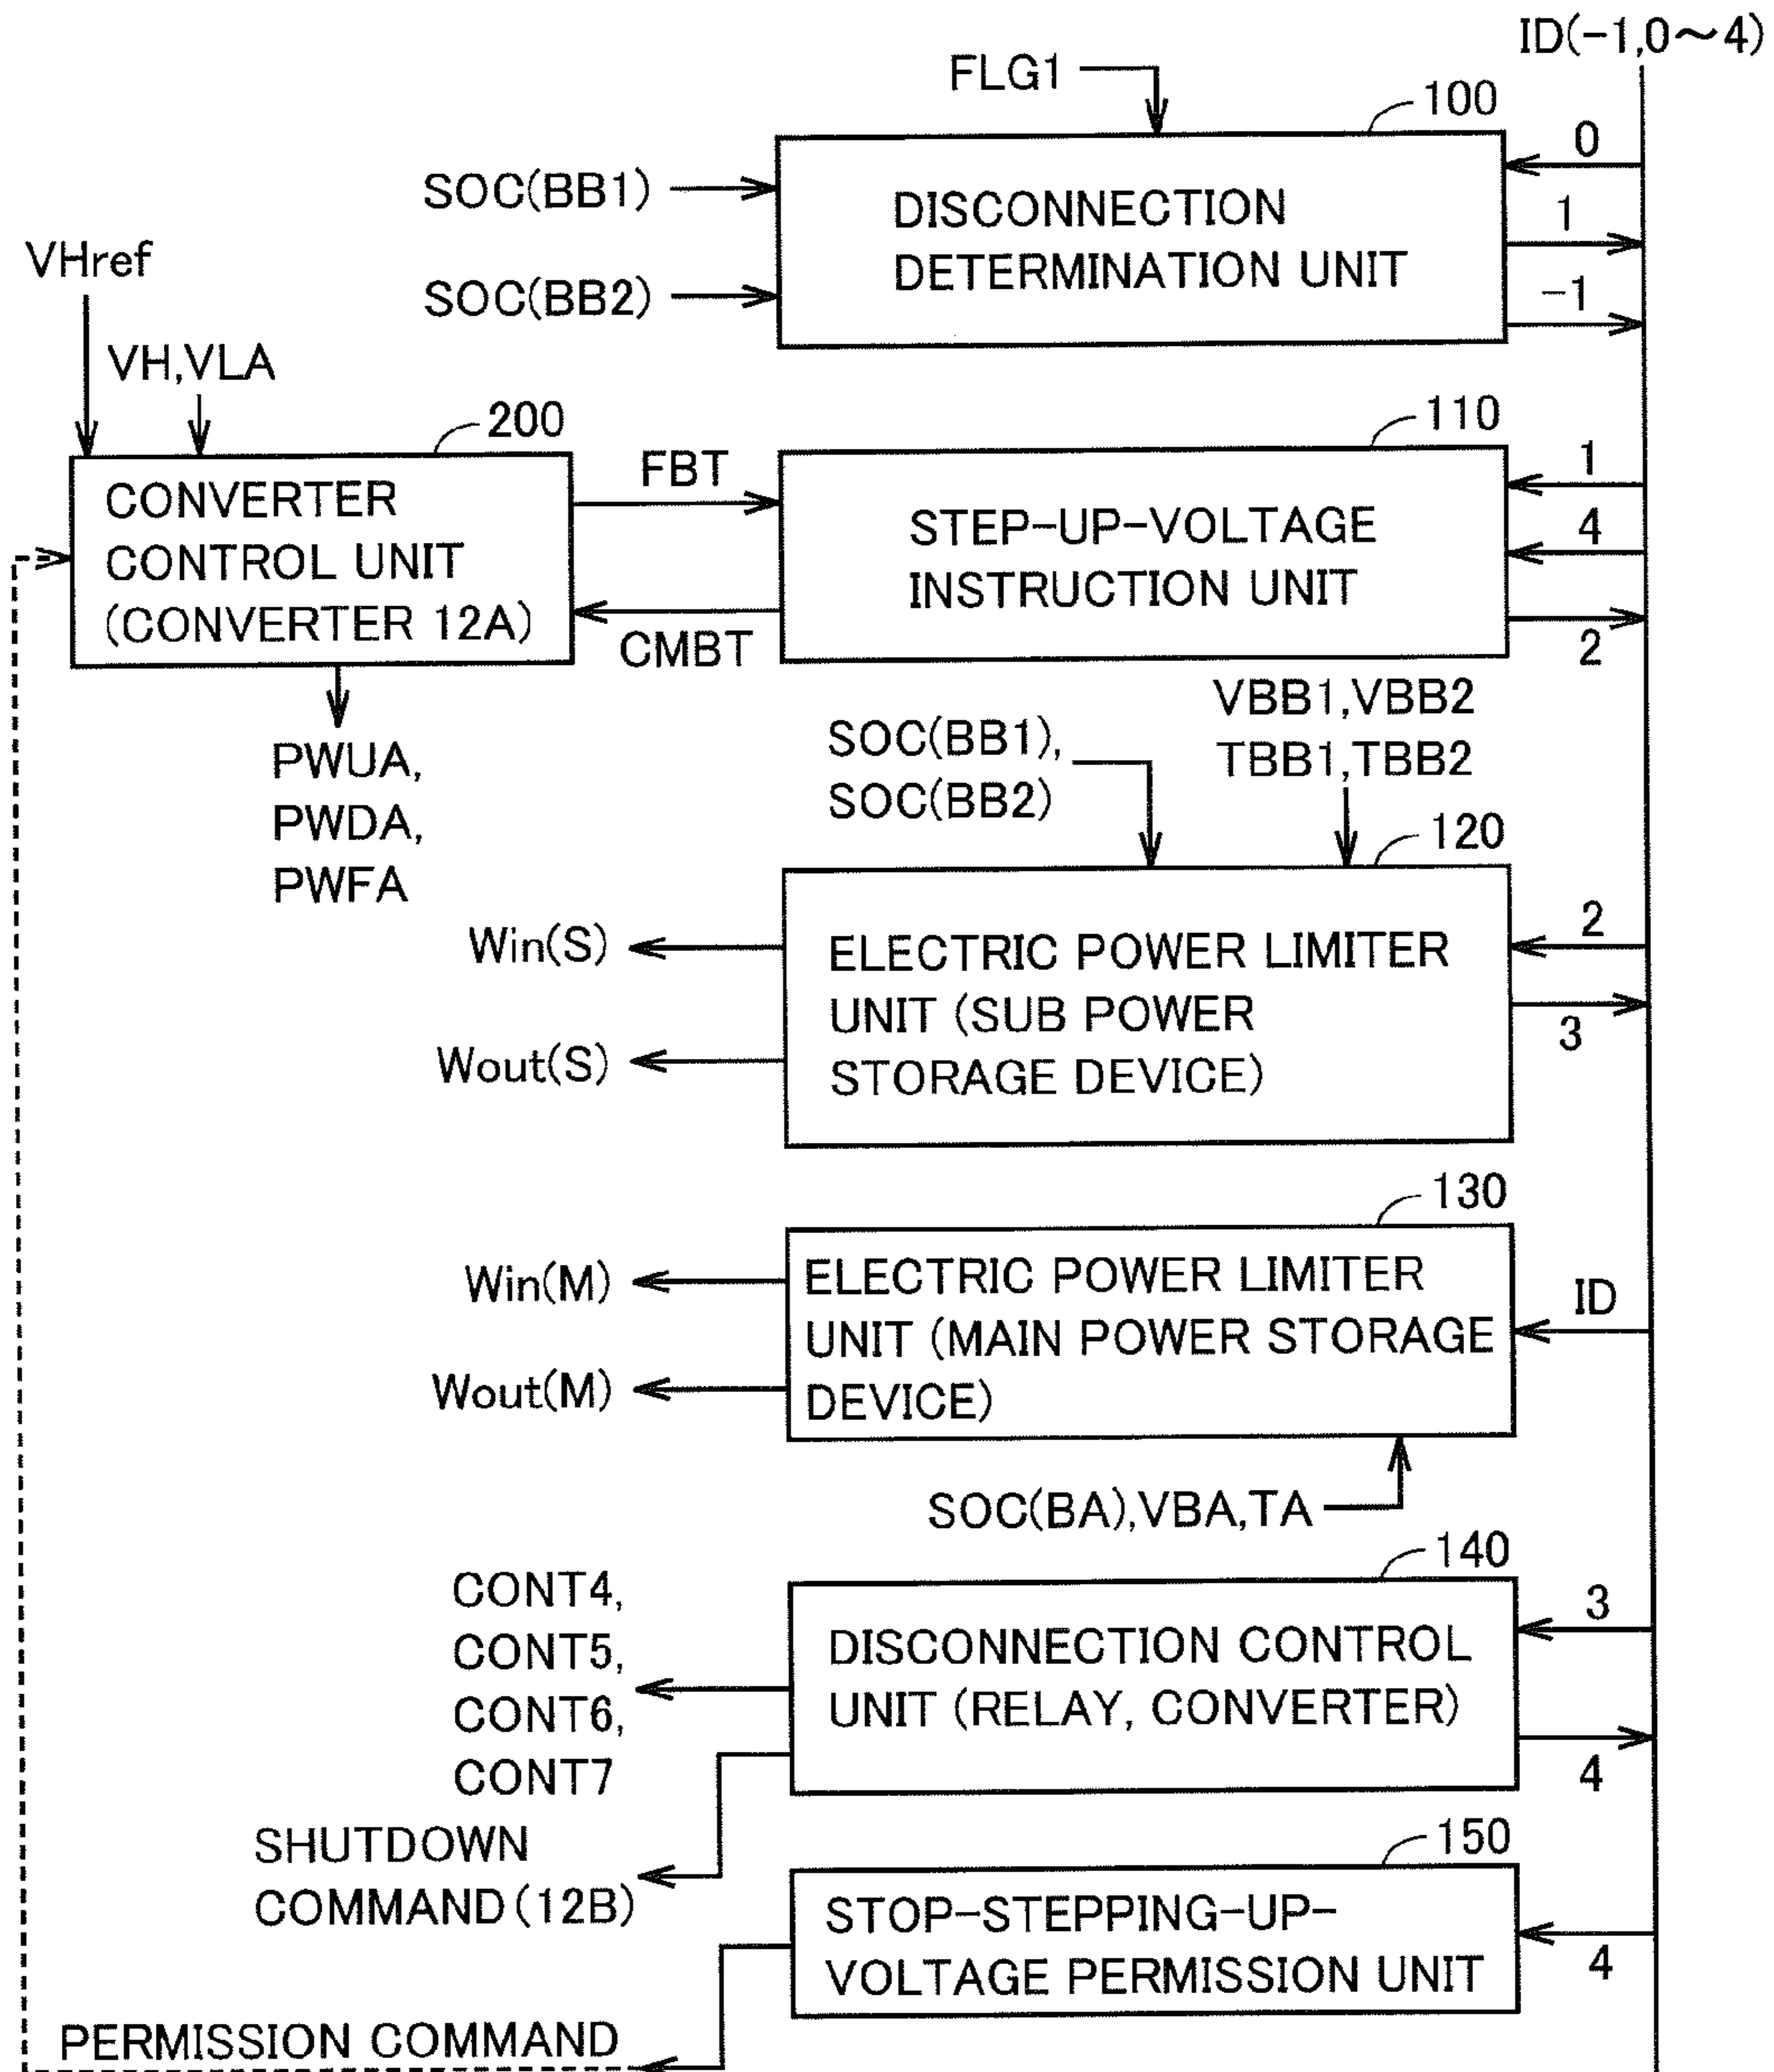 ID(-1,0～4)
FLG1
100
0
SOC(BB1)
DISCONNECTION
DETERMINATION UNIT
1
SOC(BB2)
-1
VHref
VH,VLA
200
110
CONVERTER
CONTROL UNIT
(CONVERTER 12A)
FBT
CMBT
STEP-UP-VOLTAGE
INSTRUCTION UNIT
1
4
2
PWUA,
PWDA,
PWFA
SOC(BB1),
SOC(BB2)
VBB1,VBB2
TBB1,TBB2
120
Win(S)
Wout(S)
ELECTRIC POWER LIMITER
UNIT (SUB POWER
STORAGE DEVICE)
2
3
130
Win(M)
Wout(M)
ELECTRIC POWER LIMITER
UNIT (MAIN POWER STORAGE
DEVICE)
ID
SOC(BA),VBA,TA
140
CONT4,
CONT5,
CONT6,
CONT7
DISCONNECTION CONTROL
UNIT (RELAY, CONVERTER)
3
4
SHUTDOWN
COMMAND(12B)
150
STOP-STEPPING-UP-
VOLTAGE PERMISSION UNIT
4
PERMISSION COMMAND